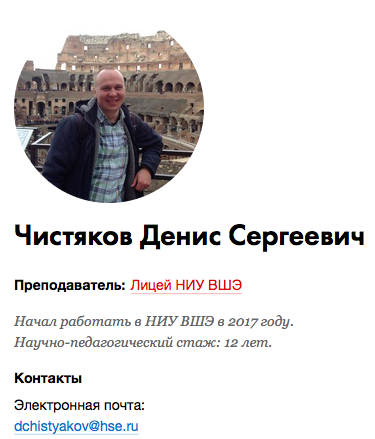 Чистяков Денис Сергеевич
Преподаватель: Лицей НИУ ВШЭ
Начал работать в НИУ ВШЭ в 2017 году.
Научно-педагогический стаж: 12 лет.
Контакты
Электронная почта:
dchistyakov@hse.ru